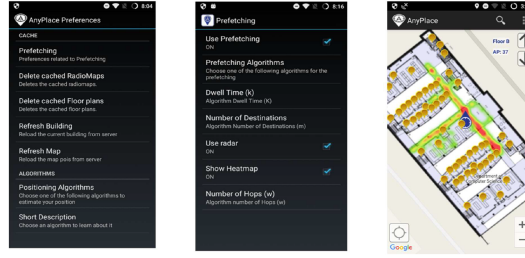 8:04
AnyPlace Preferences
CACHE
Prefetching
Preferences related to Prefetching
Delete cached RadioMaps
Deletes the cached radiomaps.
Delete cached Floor plans
Deletes the cached floor plans.
Refresh Building
Reload the current building from server
Refresh Map
Reload the map pois from server
ALGORITHMS
Positioning Algorithms
Choose one of the following algorithms to
estimate your position
Short Description
Choose an algorithm to learn about it
8:16
Prefetching
Use Prefetching
ON
Prefetching Algorithms
Choose one of the following algorithms for the
prefetching
Dwell Time (k)
Algorithm Dwell Time (K)
Number of Destinations
Algorithm Number of Destinations (m)
Use radar
ON
Show Heatmap
ON
Number of Hops (w)
Algorithm number of Hops (w)
AnyPlace
Floor B
AP: 37
Google